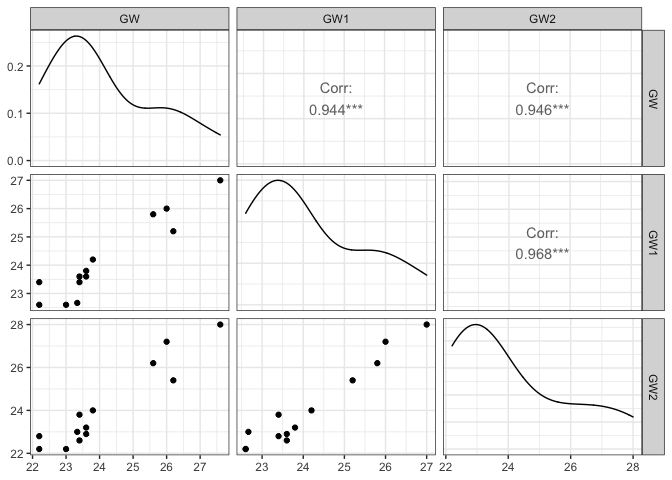 GW GW1 GW2
0.2
0.1
0.0
Corr:
0.944***
Corr:
0.946***
GW
27
26
25
24
23
Corr:
0.968***
GW1
28
26
24
22
GW2
22 23 24 25 26 27 23 24 25 26 27 22 24 26 28